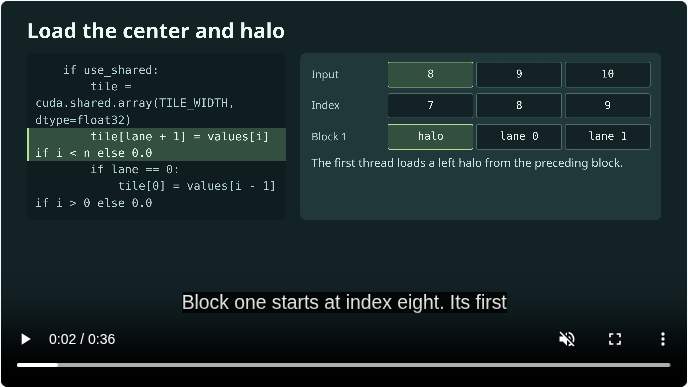 Load the center and halo
if use_shared:
tile =
cuda.shared.array(TILE_WIDTH,
dtype=float32)
tile[lane + 1] = values[i]
if i < n else 0.0
if lane == 0:
tile[0] = values[i - 1]
if i > 0 else 0.0
Input 8 9 10
Index 7 8 9
Block 1 halo lane 0 lane 1
The first thread loads a left halo from the preceding block.
Block one starts at index eight. Its first
0:02 / 0:36